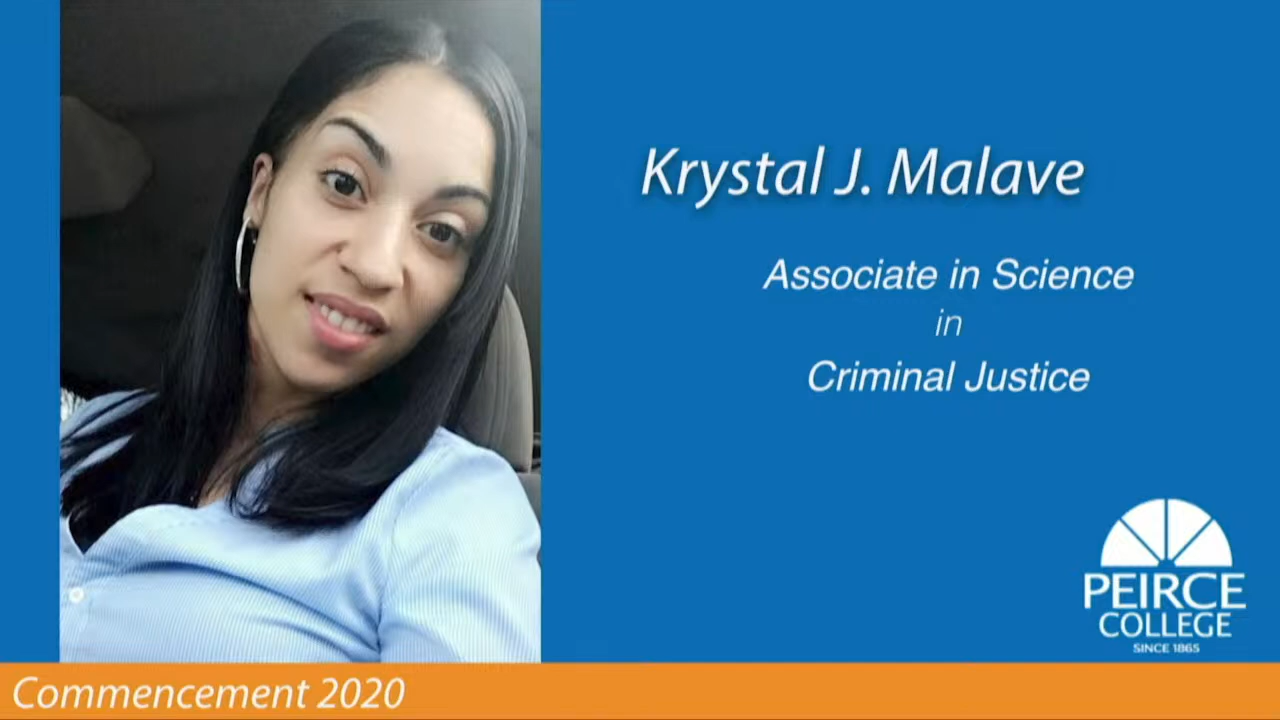 Krystal J. Malave
Associate in Science
in
Criminal Justice
PEIRCE
COLLEGE
SINCE 1865
Commencement 2020